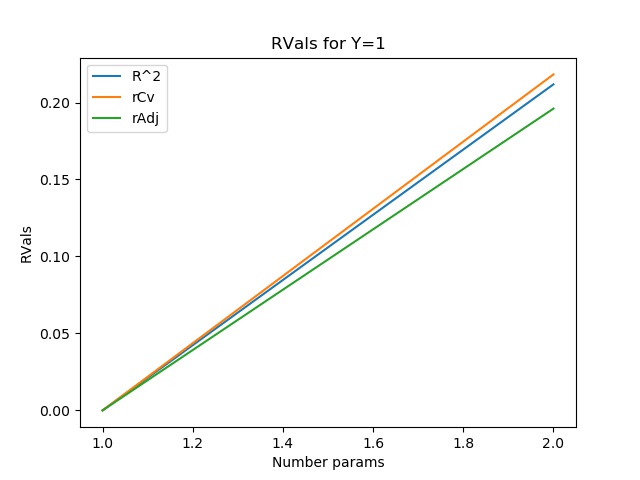 RVals for Y=1
R^2
rCv
rAdj
RVals
0.20
0.15
0.10
0.05
0.00
1.0 1.2 1.4 1.6 1.8 2.0
Number params